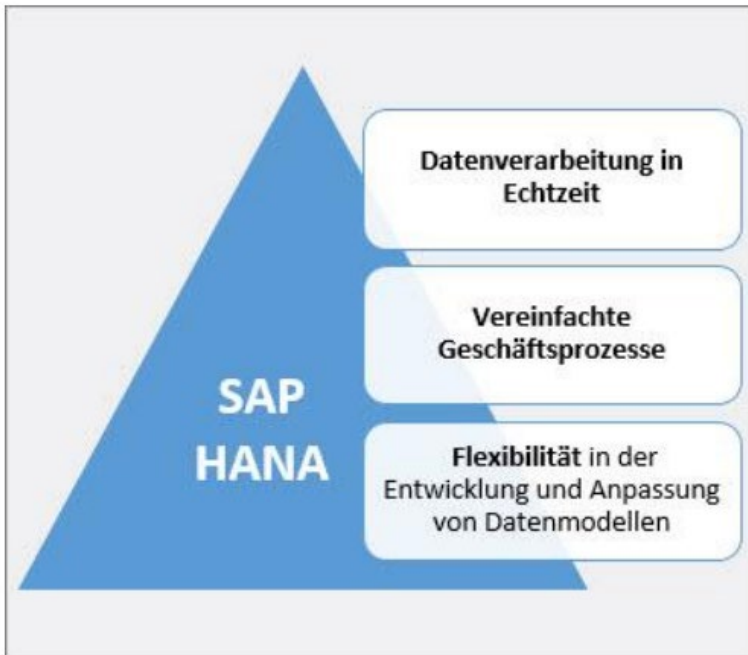 Datenverarbeitung in
Echtzeit
Vereinfachte
Geschäftsprozesse
SAP
HANA
Flexibilität in der
Entwicklung und Anpassung
von Datenmodellen